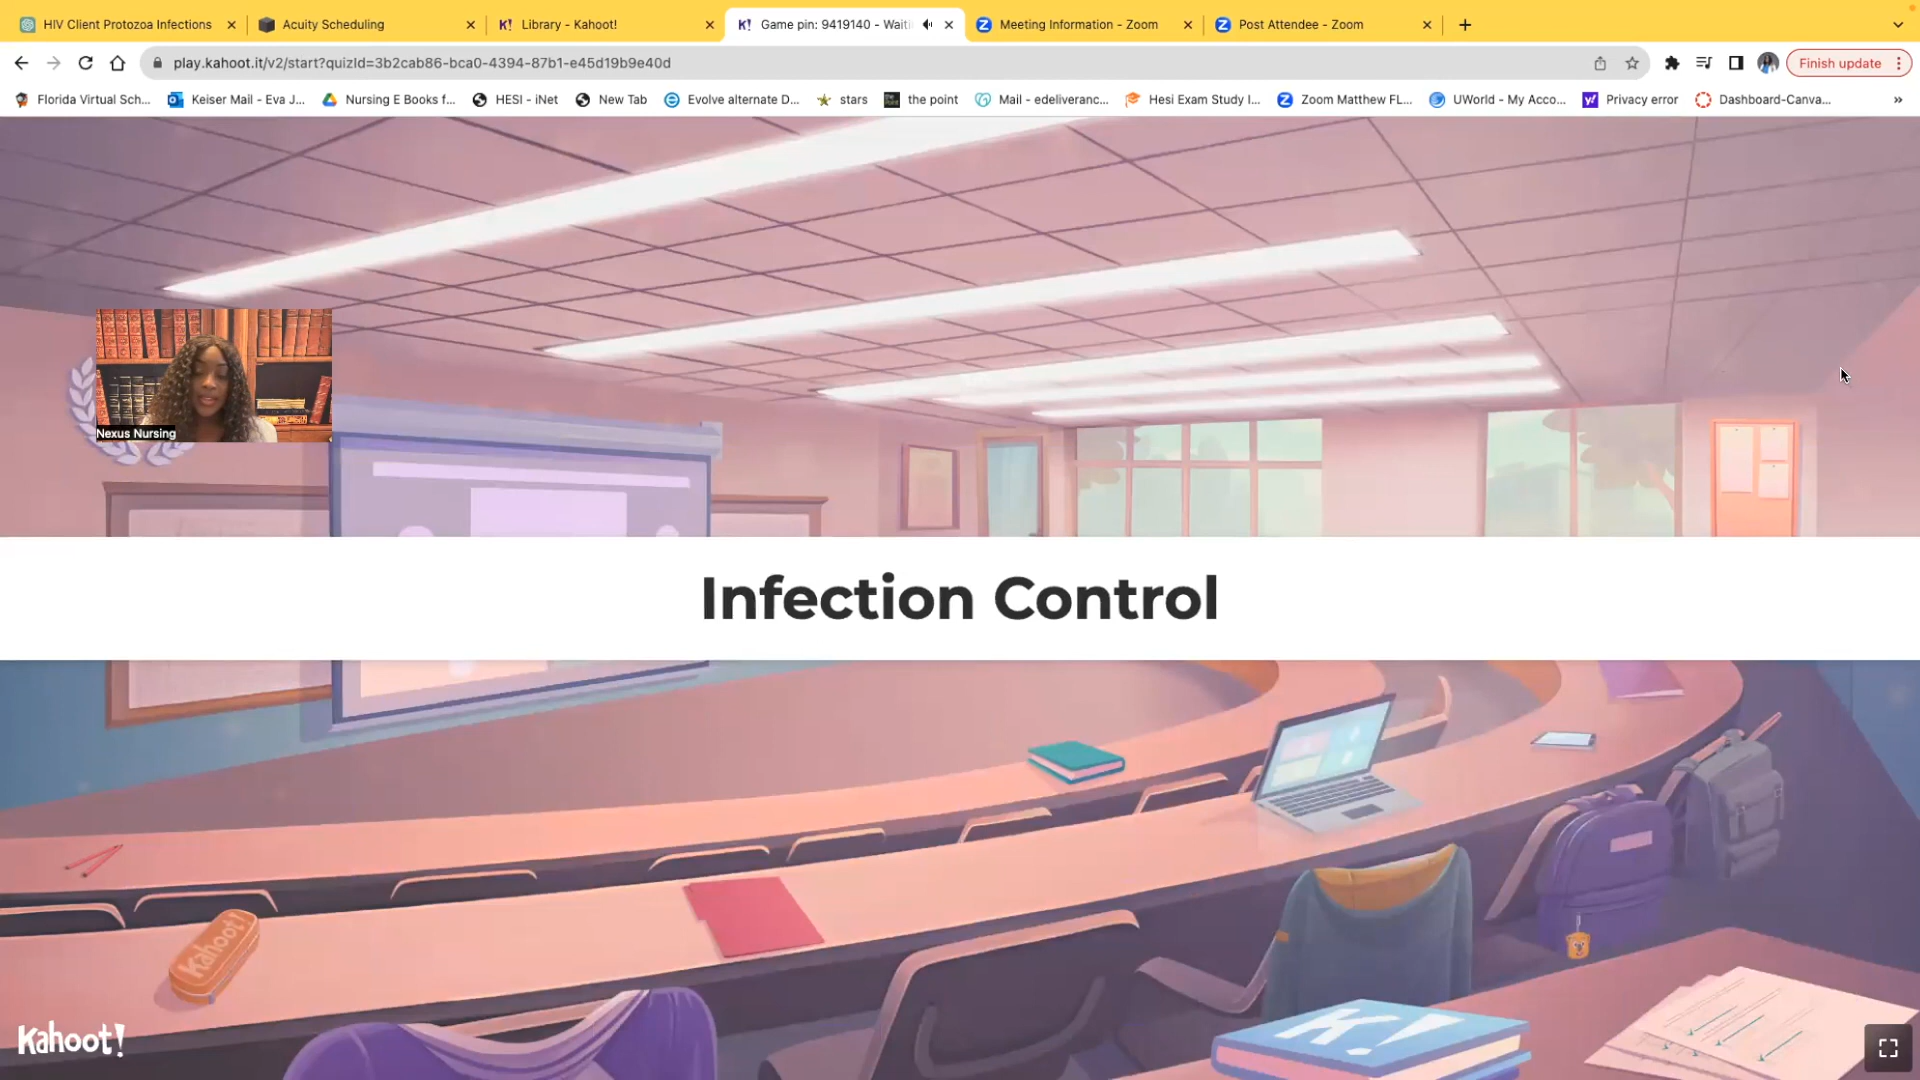 HIV Client Protozoa Infections
Acuity Scheduling
Library - Kahoot!
Game pin: 9419140 - Waiti
Meeting Information - Zoom
Post Attendee - Zoom
play.kahoot.it/v2/start?quizId=3b2cab86-bca0-4394-87b1-e45d19b9e40d
Finish update
Florida Virtual Sch...
Keiser Mail - Eva J...
Nursing E Books f...
HESI - iNet
New Tab
Evolve alternate D...
stars
the point
Mail - edeliveranc...
Hesi Exam Study I...
Zoom Matthew FL...
UWorld - My Acco...
Privacy error
Dashboard-Canva...
Nexus Nursing
Infection Control
Kahoot!
K!
Kahoot!